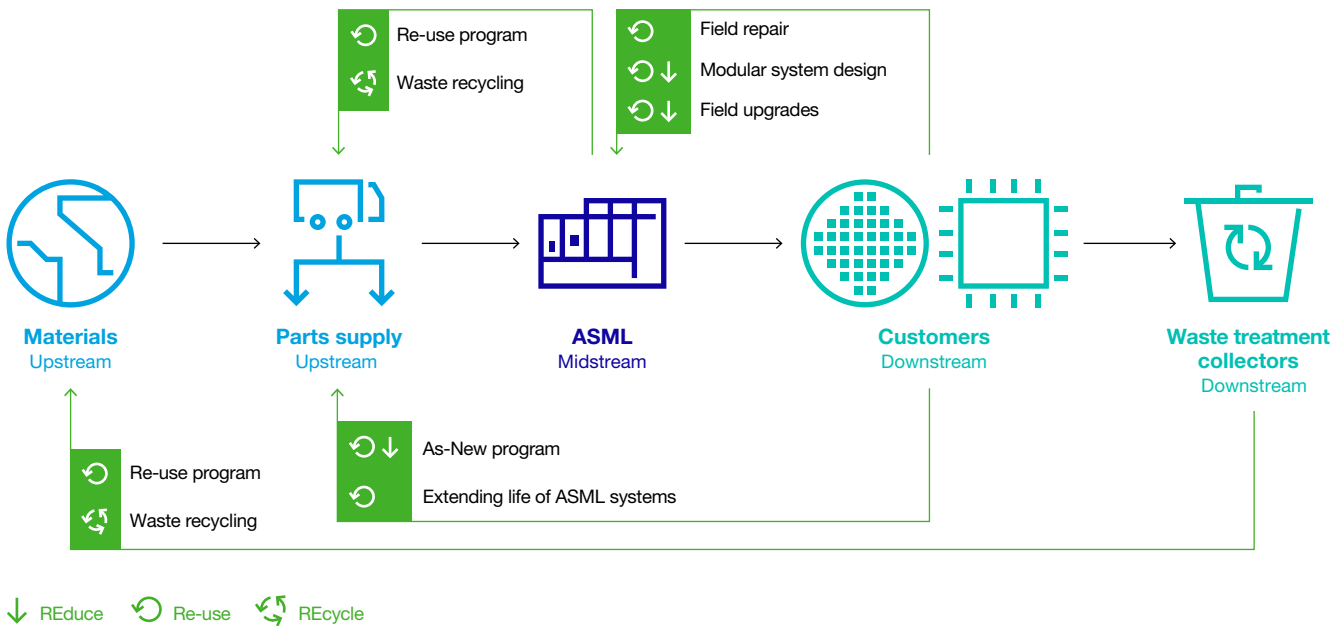 Re-use program
Waste recycling
Field repair
Modular system design
Field upgrades
Materials
Upstream
Parts supply
Upstream
ASML
Midstream
Customers
Downstream
Waste treatment
collectors
Downstream
Re-use program
Waste recycling
As-New program
Extending life of ASML systems
REduce
Re-use
REcycle